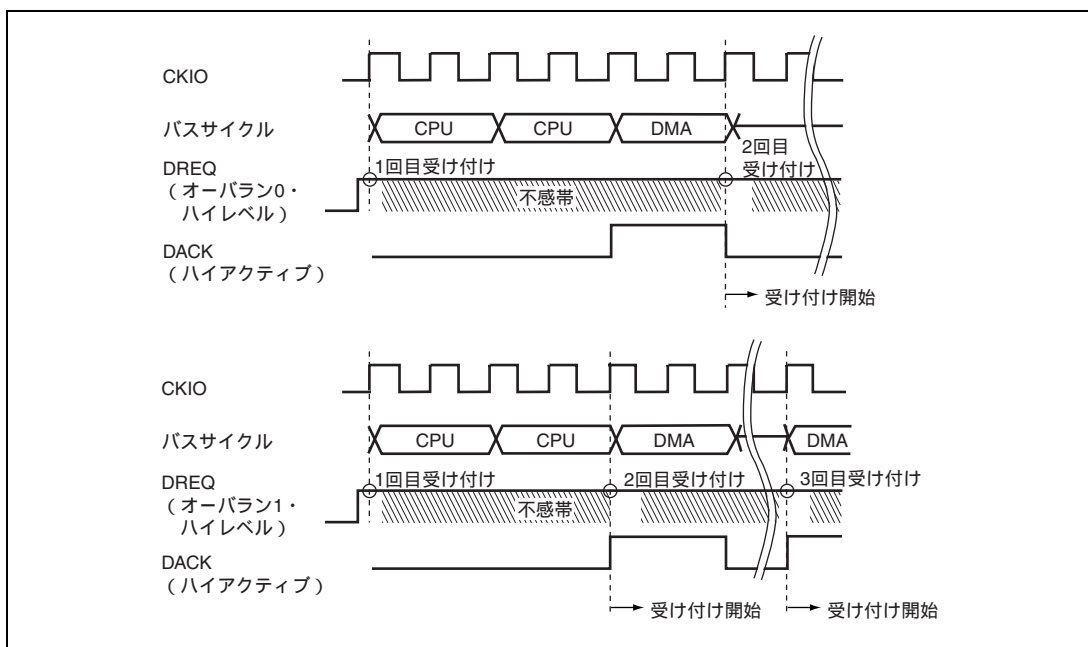 CKIO
バスサイクル
CPU
CPU
DMA
2回目
受け付け
DREQ
(オーバラン0・
ハイレベル)
1回目受け付け
不感帯
DACK
(ハイアクティブ)
受け付け開始
CKIO
バスサイクル
CPU
CPU
DMA
DMA
DREQ
(オーバラン1・
ハイレベル)
1回目受け付け
2回目受け付け
3回目受け付け
不感帯
DACK
(ハイアクティブ)
受け付け開始
受け付け開始